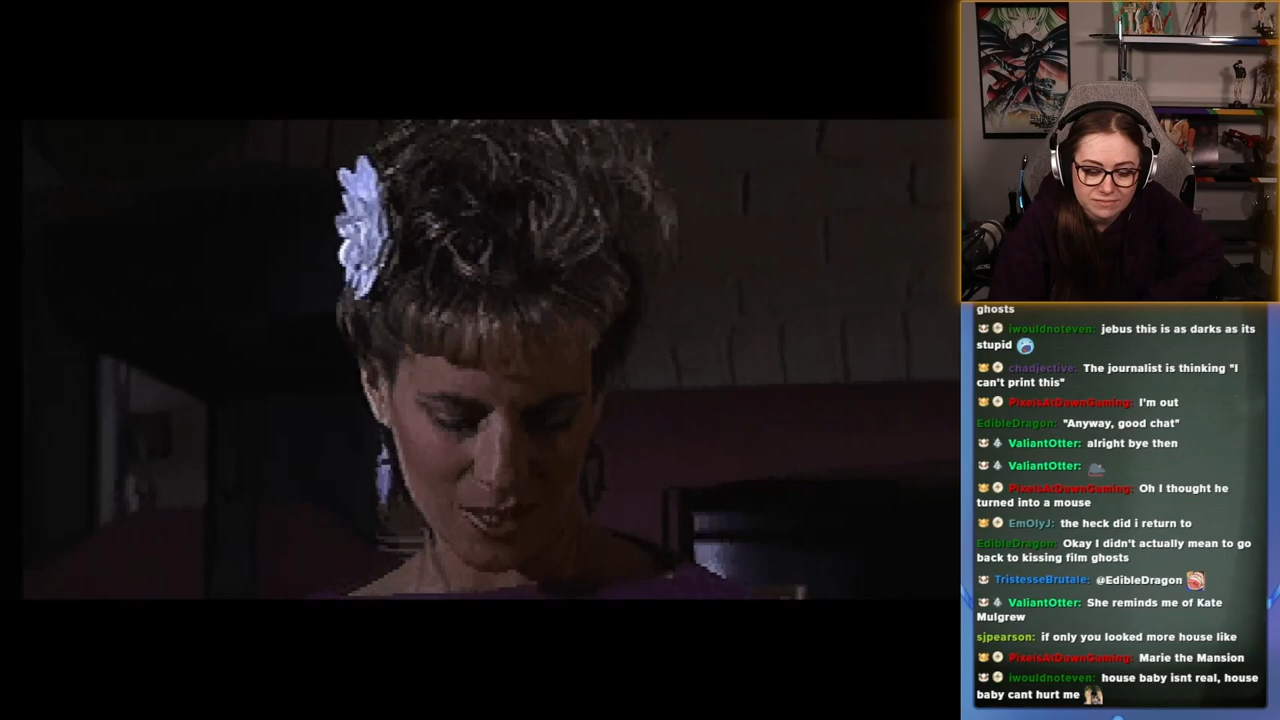 ghosts
iwouldnoteven: jebus this is as darks as its
stupid
chadjective: The journalist is thinking "I
can't print this"
PixelsAtDawnGaming: I'm out
EdibleDragon: "Anyway, good chat"
ValiantOtter: alright bye then
ValiantOtter:
PixelsAtDawnGaming: Oh I thought he
turned into a mouse
EmOlyJ: the heck did i return to
EdibleDragon: Okay I didn't actually mean to go
back to kissing film ghosts
TristesseBrutale: @EdibleDragon
ValiantOtter: She reminds me of Kate
Mulgrew
sjpearson: if only you looked more house like
PixelsAtDawnGaming: Marie the Mansion
iwouldnoteven: house baby isnt real, house
baby cant hurt me